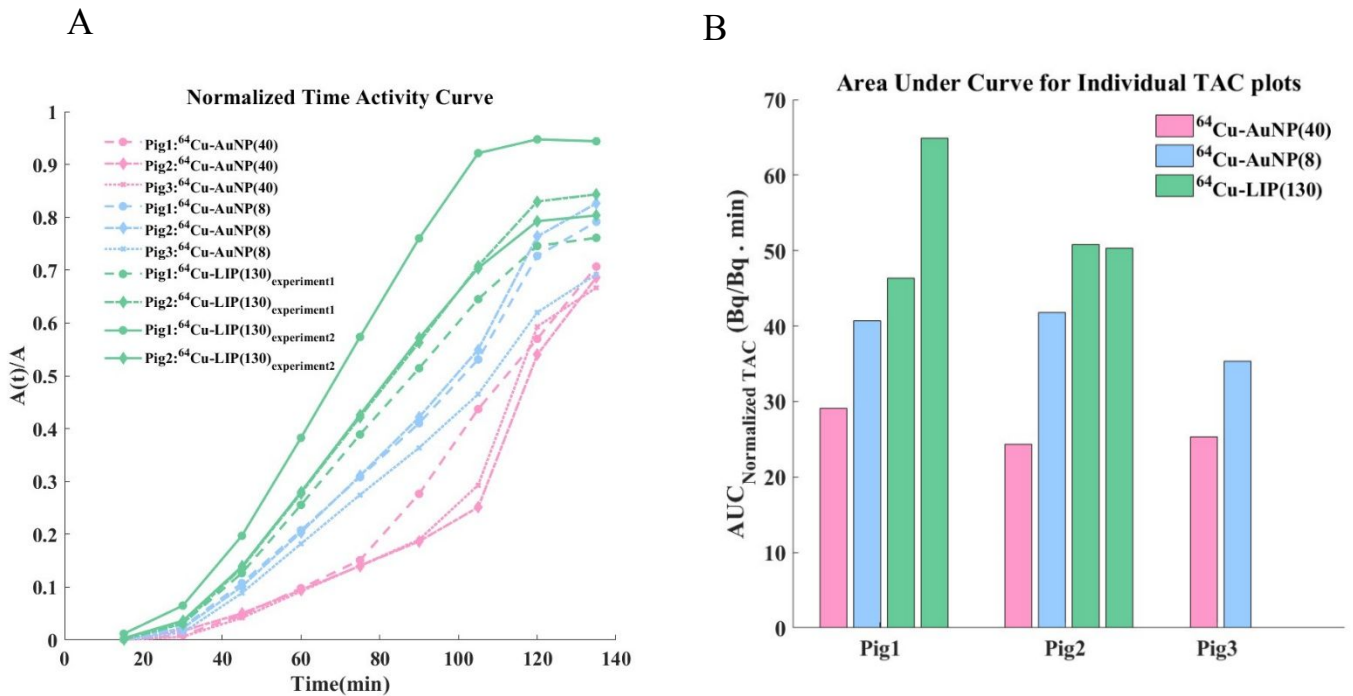 A
Normalized Time Activity Curve
A(t)/A
1
0.9
0.8
0.7
0.6
0.5
0.4
0.3
0.2
0.1
0
Pig1:⁶⁴Cu-AuNP(40)
Pig2:⁶⁴Cu-AuNP(40)
Pig3:⁶⁴Cu-AuNP(40)
Pig1:⁶⁴Cu-AuNP(8)
Pig2:⁶⁴Cu-AuNP(8)
Pig3:⁶⁴Cu-AuNP(8)
Pig1:⁶⁴Cu-LIP(130)experiment1
Pig2:⁶⁴Cu-LIP(130)experiment1
Pig1:⁶⁴Cu-LIP(130)experiment2
Pig2:⁶⁴Cu-LIP(130)experiment2
0 20 40 60 80 100 120 140
Time(min)
B
Area Under Curve for Individual TAC plots
AUCNormalized TAC (Bq/Bq . min)
70
60
50
40
30
20
10
0
⁶⁴Cu-AuNP(40)
⁶⁴Cu-AuNP(8)
⁶⁴Cu-LIP(130)
Pig1 Pig2 Pig3